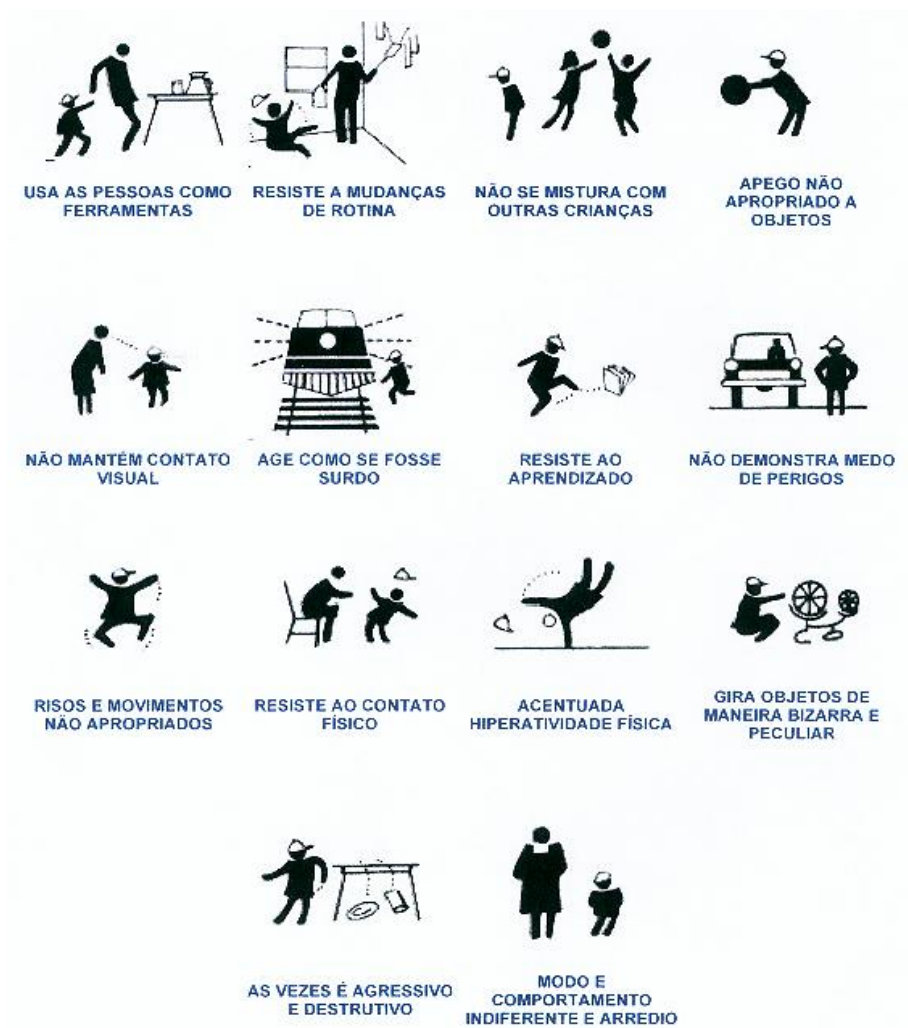 USA AS PESSOAS COMO
FERRAMENTAS
RESISTE A MUDANÇAS
DE ROTINA
NÃO SE MISTURA COM
OUTRAS CRIANÇAS
APEGO NÃO
APROPRIADO A
OBJETOS
NÃO MANTÉM CONTATO
VISUAL
AGE COMO SE FOSSE
SURDO
RESISTE AO
APRENDIZADO
NÃO DEMONSTRA MEDO
DE PERIGOS
RISOS E MOVIMENTOS
NÃO APROPRIADOS
RESISTE AO CONTATO
FÍSICO
ACENTUADA
HIPERATIVIDADE FÍSICA
GIRA OBJETOS DE
MANEIRA BIZARRA E
PECULIAR
AS VEZES É AGRESSIVO
E DESTRUTIVO
MODO E
COMPORTAMENTO
INDIFERENTE E ARREDIO